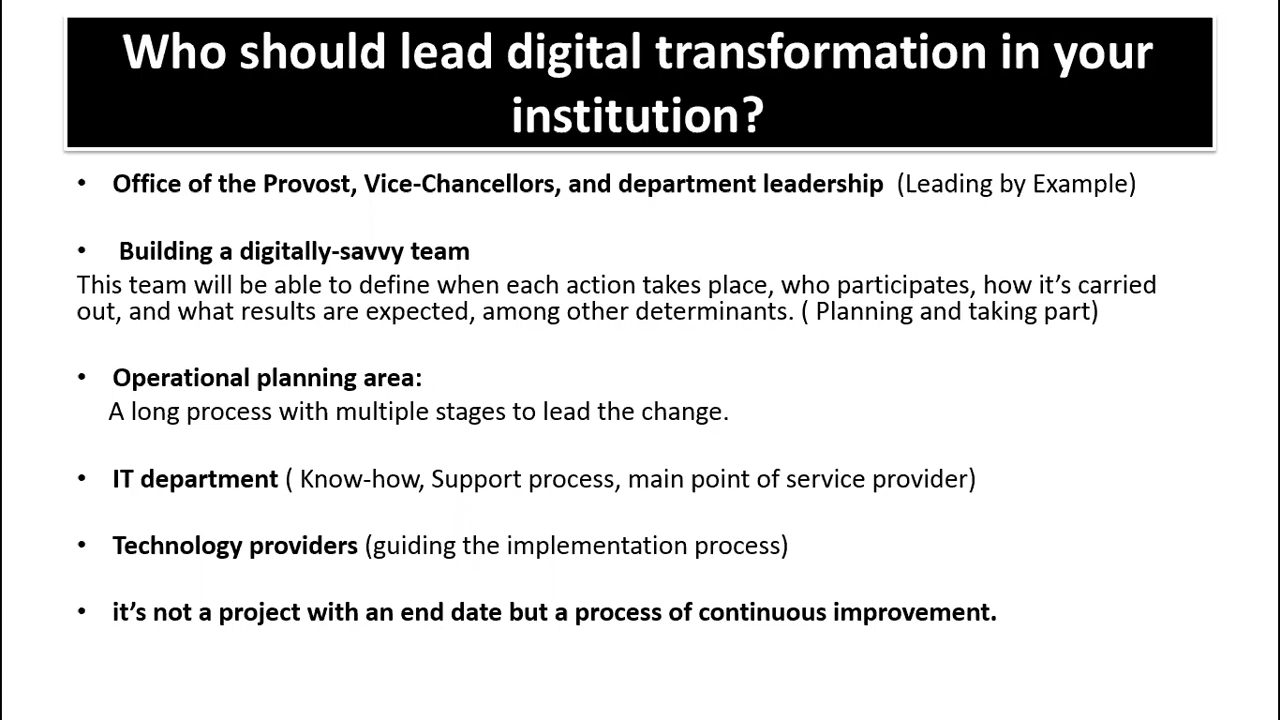 Who should lead digital transformation in your
institution?
• Office of the Provost, Vice-Chancellors, and department leadership (Leading by Example)
• Building a digitally-savvy team
This team will be able to define when each action takes place, who participates, how it’s carried
out, and what results are expected, among other determinants. ( Planning and taking part)
• Operational planning area:
A long process with multiple stages to lead the change.
• IT department ( Know-how, Support process, main point of service provider)
• Technology providers (guiding the implementation process)
• it’s not a project with an end date but a process of continuous improvement.